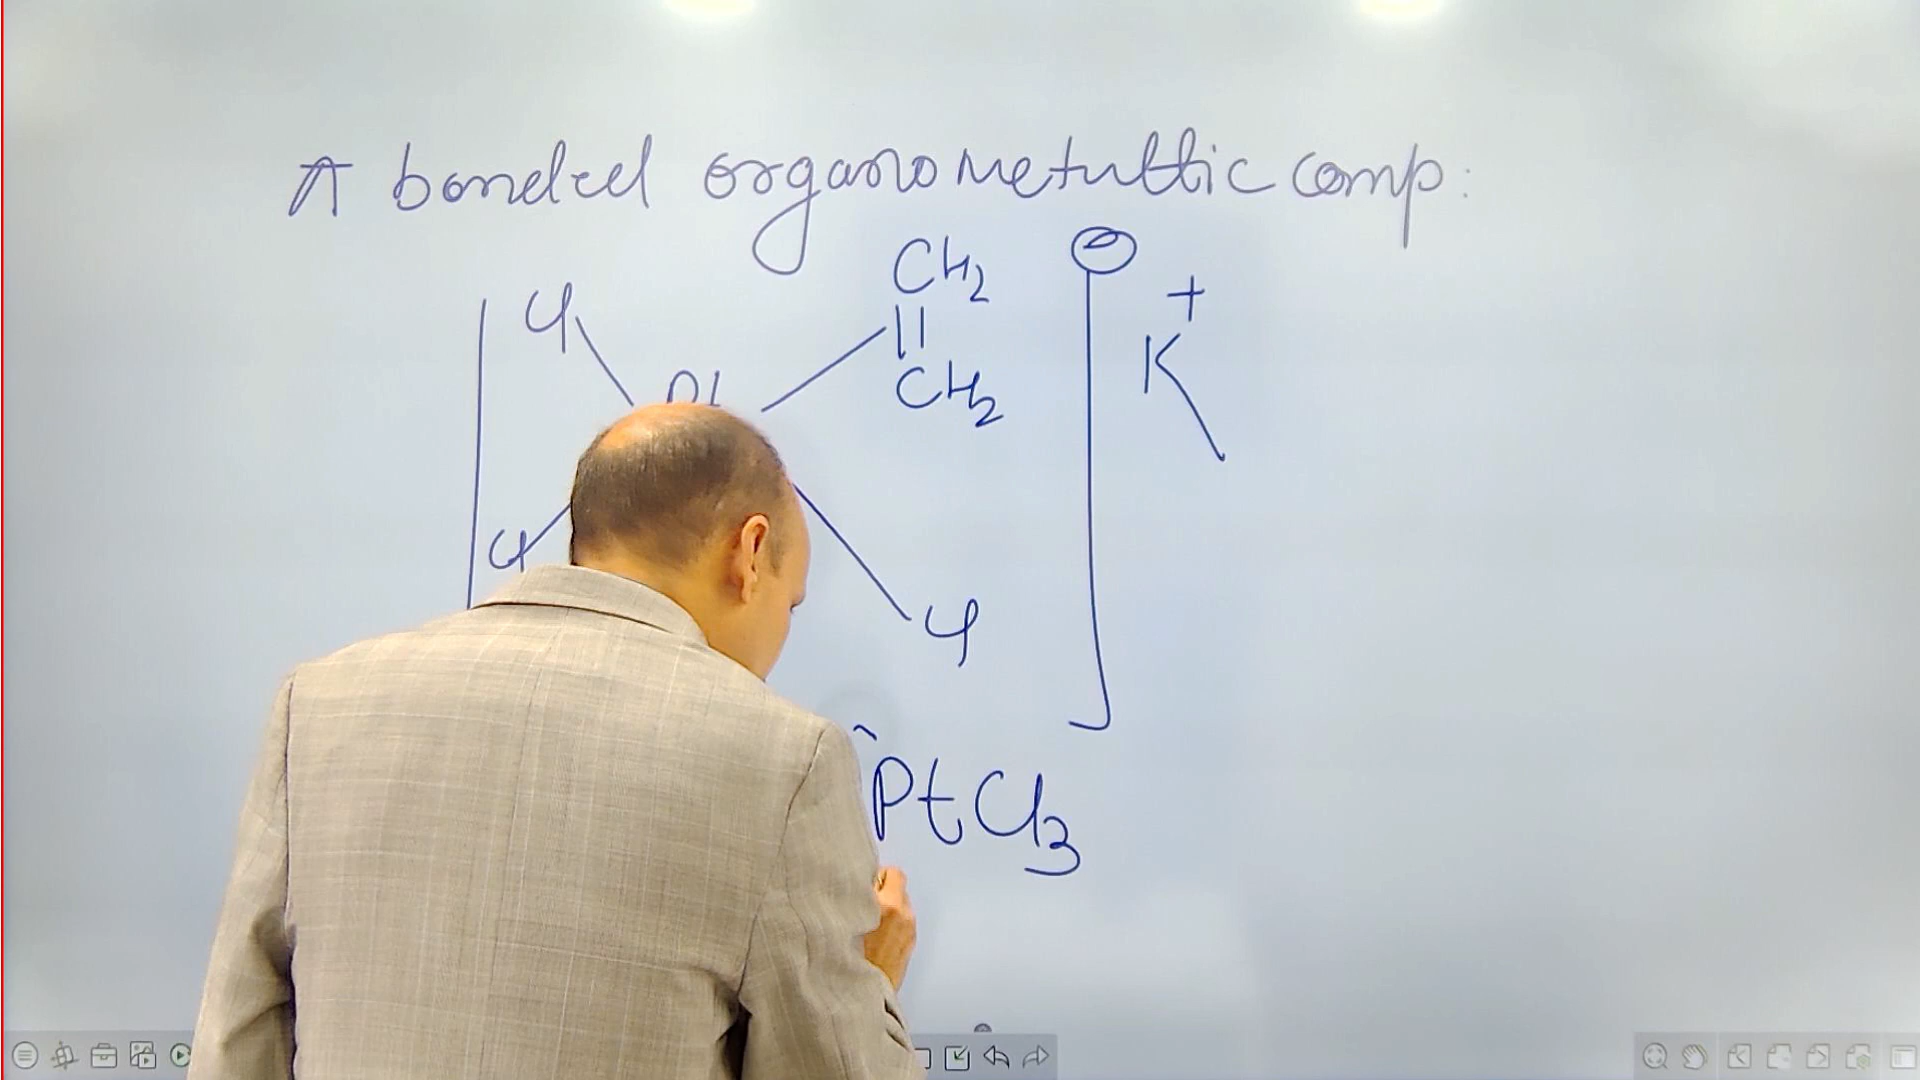 π bonded organometallic comp:
CH2
Cl
||
K+
CH2
Cl
Cl
PtCl3